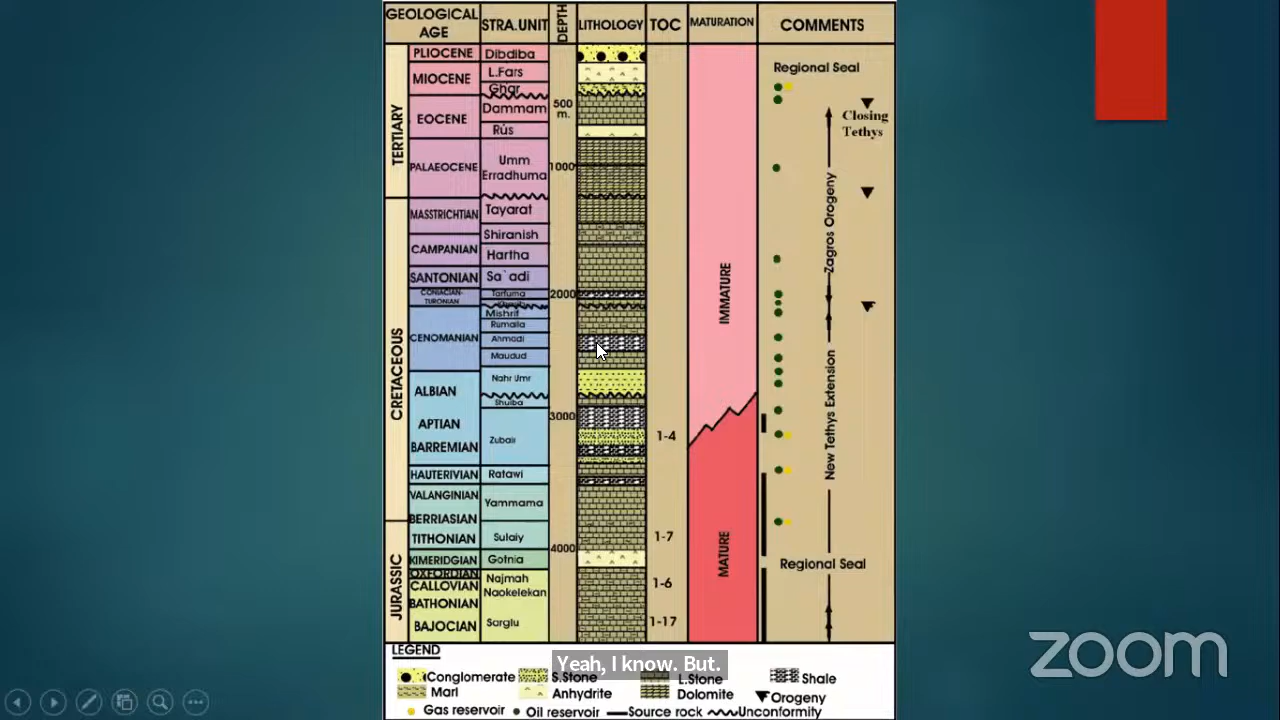 GEOLOGICAL AGE
STRA.UNIT
DEPTH
LITHOLOGY
TOC
MATURATION
COMMENTS
TERTIARY
CRETACEOUS
JURASSIC
PLIOCENE
MIOCENE
EOCENE
PALAEOCENE
MASSTRICHTIAN
CAMPANIAN
SANTONIAN
CONIACIAN-
TURONIAN
CENOMANIAN
ALBIAN
APTIAN
BARREMIAN
HAUTERIVIAN
VALANGINIAN
BERRIASIAN
TITHONIAN
KIMERIDGIAN
OXFORDIAN
CALLOVIAN
BATHONIAN
BAJOCIAN
Dibdiba
L.Fars
Ghar
Dammam
Rus
Umm
Erradhuma
Tayarat
Shiranish
Hartha
Sa`adi
Mishrif
Rumaila
Ahmadi
Maudud
Nahr Umr
Shuiba
Zubair
Ratawi
Yammama
Sulaiy
Gotnia
Najmah
Naokelekan
Sarglu
500
m.
1000
2000
3000
4000
1-4
1-7
1-6
1-17
IMMATURE
MATURE
Regional Seal
Closing
Tethys
Zagros Orogeny
New Tethys Extension
Regional Seal
LEGEND
Conglomerate
S.Stone
L.Stone
Shale
Marl
Anhydrite
Dolomite
Orogeny
Gas reservoir
Oil reservoir
Source rock
Unconformity
Yeah, I know. But.
zoom